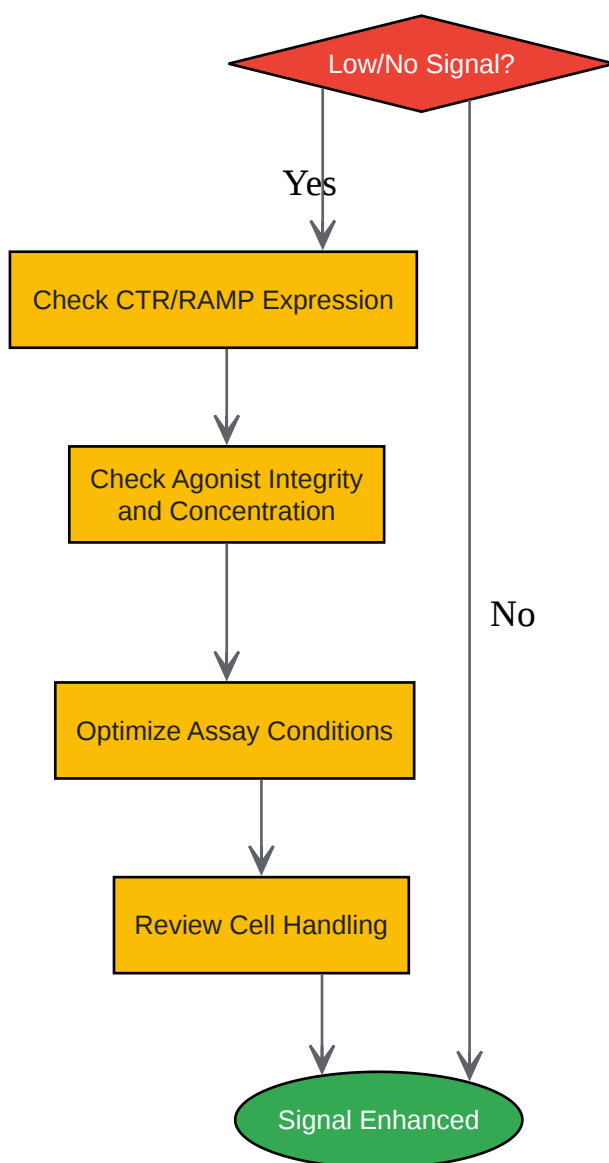 Low/No Signal?
Yes
Check CTR/RAMP Expression
Check Agonist Integrity
and Concentration
No
Optimize Assay Conditions
Review Cell Handling
Signal Enhanced